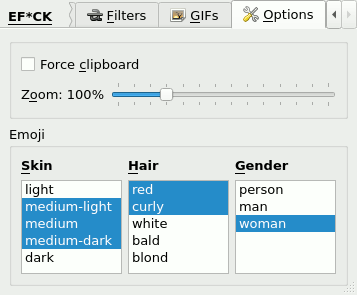 EF*CK Filters GIFs Options
Force clipboard
Zoom: 100%
Emoji
Skin Hair Gender
light red person
medium-light curly man
medium white woman
medium-dark bald
dark blond